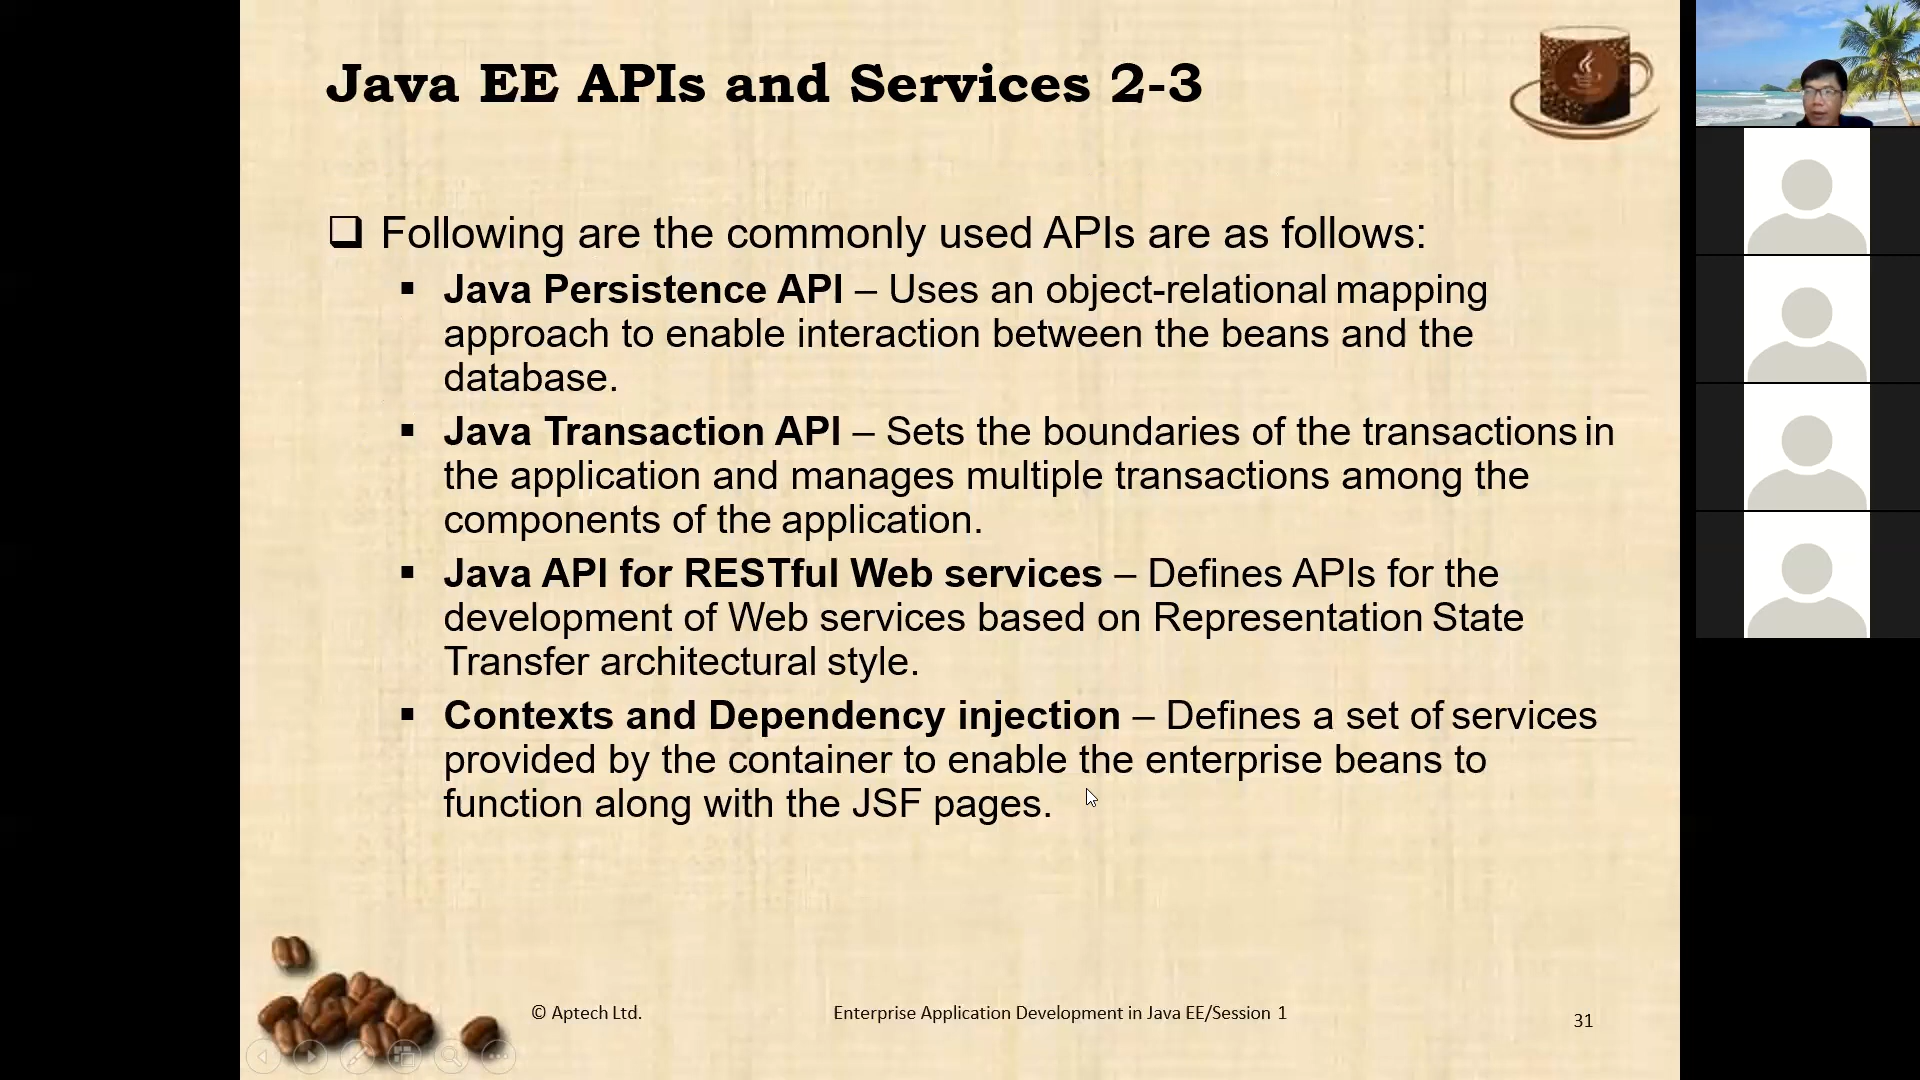 Java EE APIs and Services 2-3
Following are the commonly used APIs are as follows:
Java Persistence API – Uses an object-relational mapping
approach to enable interaction between the beans and the
database.
Java Transaction API – Sets the boundaries of the transactions in
the application and manages multiple transactions among the
components of the application.
Java API for RESTful Web services – Defines APIs for the
development of Web services based on Representation State
Transfer architectural style.
Contexts and Dependency injection – Defines a set of services
provided by the container to enable the enterprise beans to
function along with the JSF pages.
© Aptech Ltd.
Enterprise Application Development in Java EE/Session 1
31